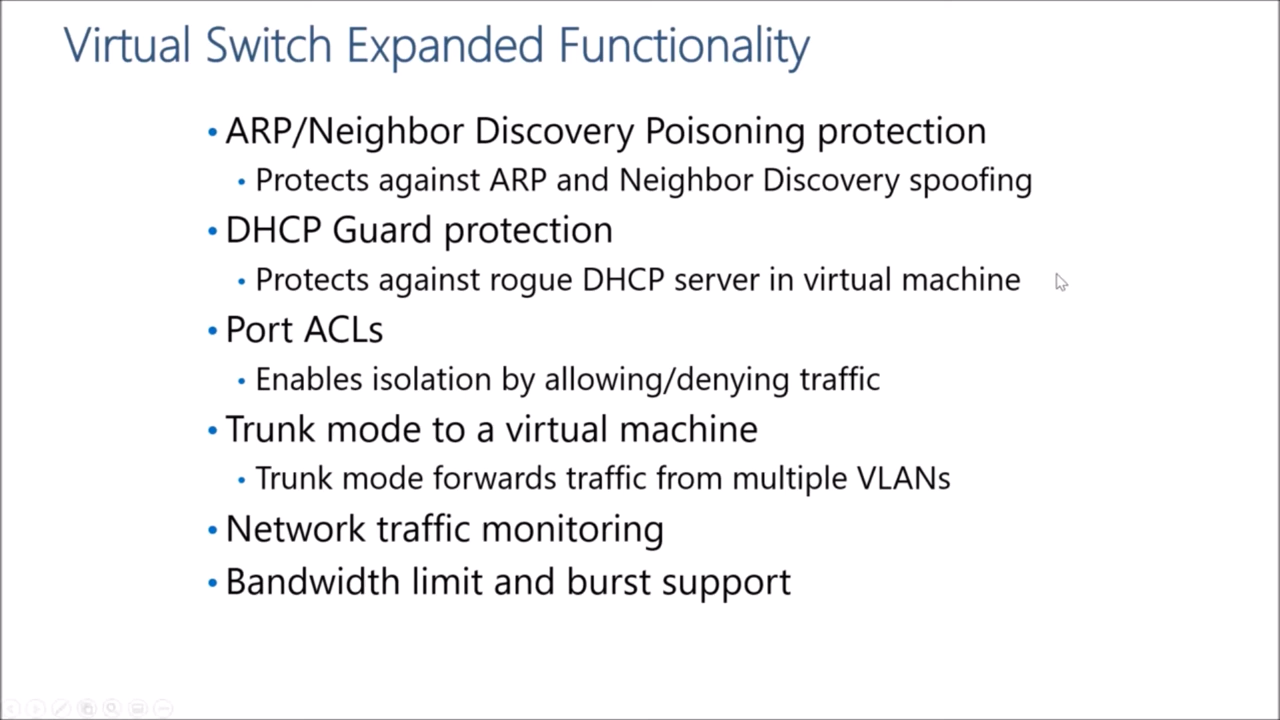 Virtual Switch Expanded Functionality
• ARP/Neighbor Discovery Poisoning protection
• Protects against ARP and Neighbor Discovery spoofing
• DHCP Guard protection
• Protects against rogue DHCP server in virtual machine
• Port ACLs
• Enables isolation by allowing/denying traffic
• Trunk mode to a virtual machine
• Trunk mode forwards traffic from multiple VLANs
• Network traffic monitoring
• Bandwidth limit and burst support